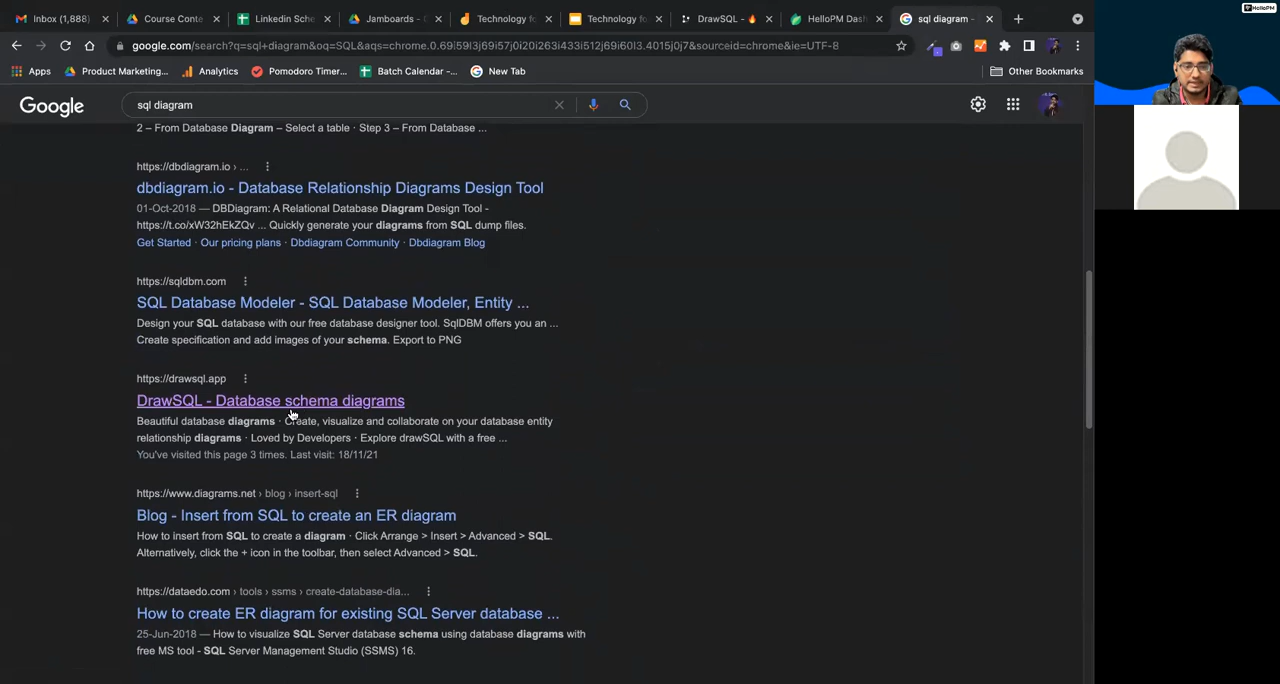 HelloPM
Inbox (1,888)
Course Conte
Linkedin Sche
Jamboards - C
Technology fo
Technology fo
DrawSQL - 🔥
HelloPM Dash
sql diagram -
google.com/search?q=sql+diagram&oq=SQL&aqs=chrome.0.69i59l3j69i57j0i20i263i433i512j69i60l3.4015j0j7&sourceid=chrome&ie=UTF-8
Apps
Product Marketing...
Analytics
Pomodoro Timer...
Batch Calendar -...
New Tab
Other Bookmarks
Google
sql diagram
2 – From Database Diagram – Select a table · Step 3 – From Database ...
https://dbdiagram.io › ...
dbdiagram.io - Database Relationship Diagrams Design Tool
01-Oct-2018 — DBDiagram: A Relational Database Diagram Design Tool -
https://t.co/xW32hEkZQv ... Quickly generate your diagrams from SQL dump files.
Get Started · Our pricing plans · Dbdiagram Community · Dbdiagram Blog
https://sqldbm.com
SQL Database Modeler - SQL Database Modeler, Entity ...
Design your SQL database with our free database designer tool. SqlDBM offers you an ...
Create specification and add images of your schema. Export to PNG
https://drawsql.app
DrawSQL - Database schema diagrams
Beautiful database diagrams · Create, visualize and collaborate on your database entity
relationship diagrams · Loved by Developers · Explore drawSQL with a free ...
You've visited this page 3 times. Last visit: 18/11/21
https://www.diagrams.net › blog › insert-sql
Blog - Insert from SQL to create an ER diagram
How to insert from SQL to create a diagram · Click Arrange > Insert > Advanced > SQL.
Alternatively, click the + icon in the toolbar, then select Advanced > SQL.
https://dataedo.com › tools › ssms › create-database-dia...
How to create ER diagram for existing SQL Server database ...
25-Jun-2018 — How to visualize SQL Server database schema using database diagrams with
free MS tool - SQL Server Management Studio (SSMS) 16.